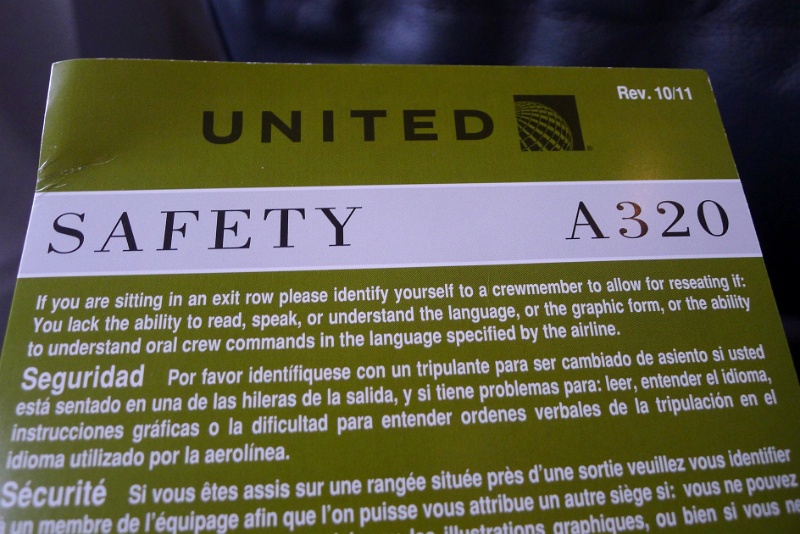 UNITED
Rev. 10/11
SAFETY A320
If you are sitting in an exit row please identify yourself to a crewmember to allow for reseating if:
You lack the ability to read, speak, or understand the language, or the graphic form, or the ability
to understand oral crew commands in the language specified by the airline.
Seguridad Por favor identifíquese con un tripulante para ser cambiado de asiento si usted
está sentado en una de las hileras de la salida, y si tiene problemas para: leer, entender el idioma,
instrucciones gráficas o la dificultad para entender ordenes verbales de la tripulación en el
idioma utilizado por la aerolínea.
Sécurité Si vous êtes assis sur une rangée située près d'une sortie veuillez vous identifier
à un membre de l'équipage afin que l'on puisse vous attribue un autre siège si: vous ne pouvez
les illustrations graphiques, ou bien si vous ne